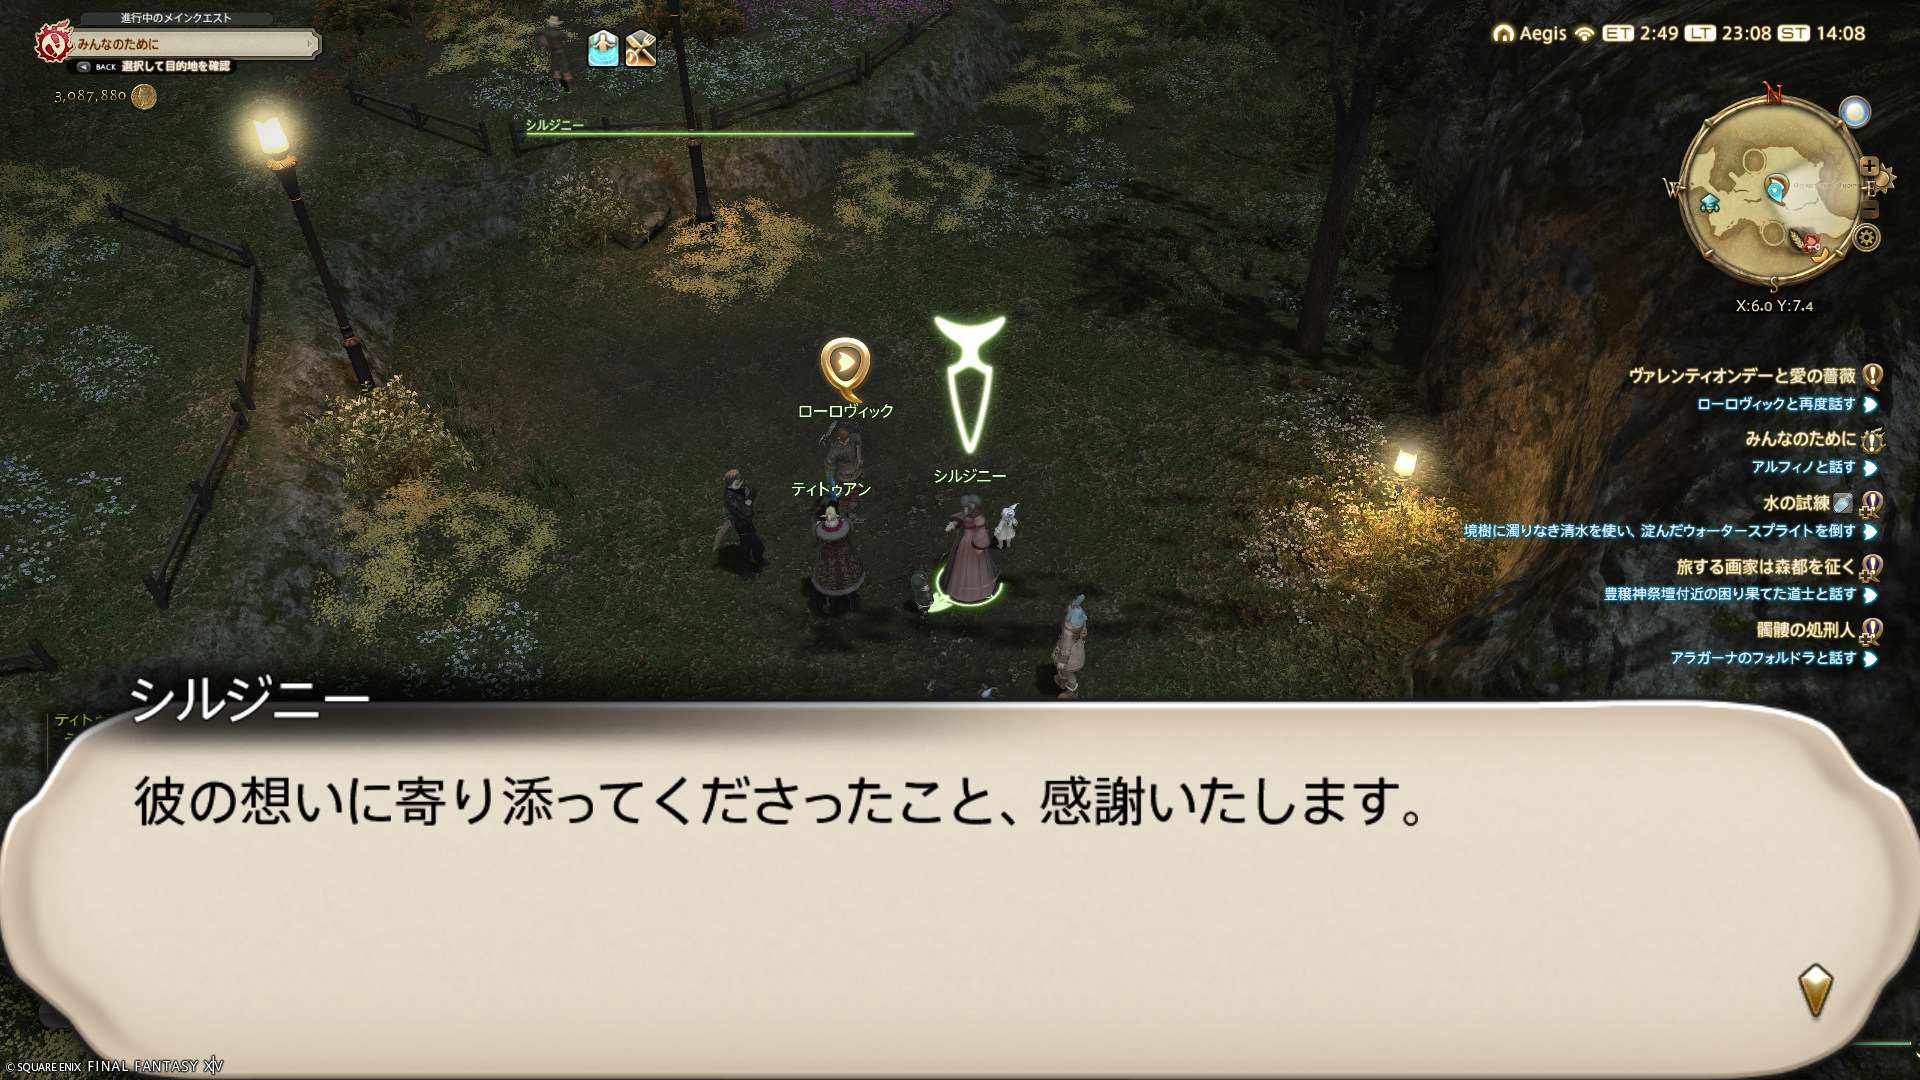 進行中のメインクエスト
みんなのために
BACK 選択して目的地を確認
3,087,880
シルジニー
Aegis ET 2:49 LT 23:08 ST 14:08
N
W
E
S
X:6.0 Y:7.4
ヴァレンティオンデーと愛の薔薇
ローロヴィックと再度話す
みんなのために
アルフィノと話す
水の試練
境樹に濁りなき清水を使い、淀んだウォータースプライトを倒す
旅する画家は森都を征く
豊穣神祭壇付近の困り果てた道士と話す
髑髏の処刑人
アラガーナのフォルドラと話す
ローロヴィック
シルジニー
ティトゥアン
シルジニー
彼の想いに寄り添ってくださったこと、感謝いたします。
© SQUARE ENIX FINAL FANTASY XIV